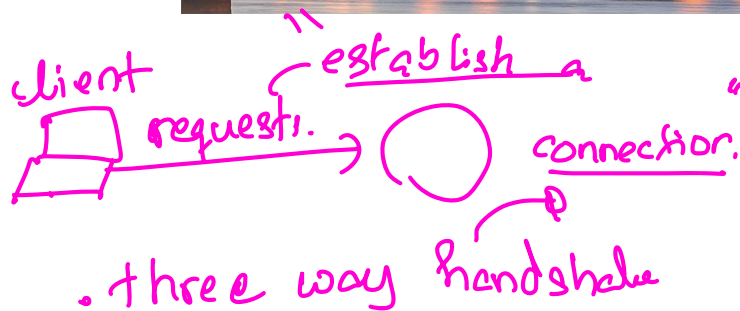 " establish a
client
requests.
connection. "
. three way handshake